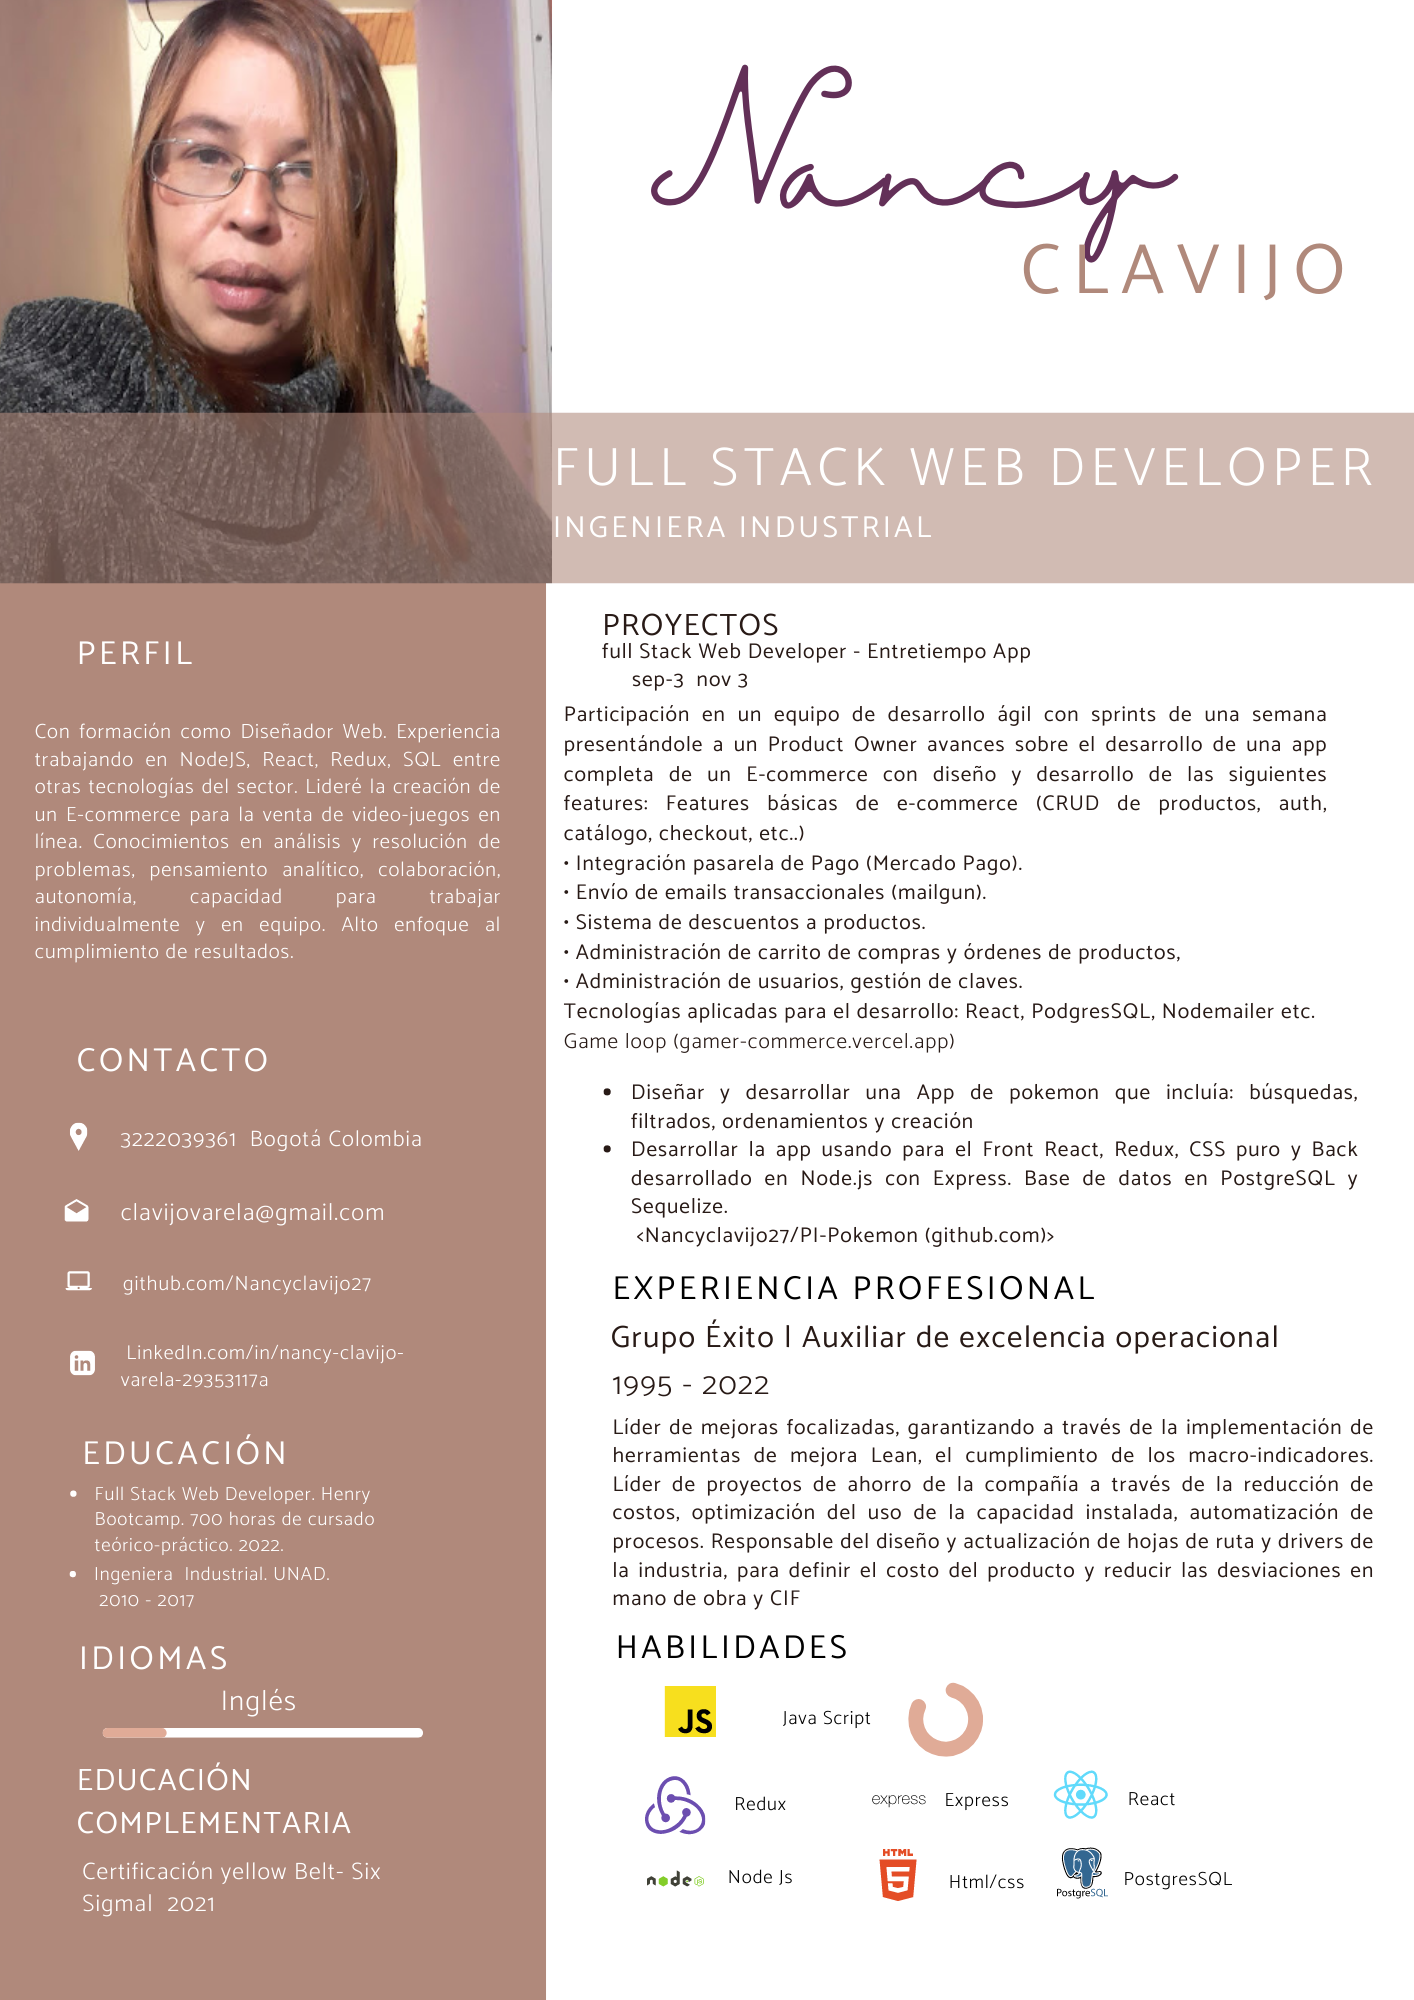 Nancy
CLAVIJO
FULL STACK WEB DEVELOPER
INGENIERA INDUSTRIAL
PERFIL
Con formación como Diseñador Web. Experiencia
trabajando en NodeJS, React, Redux, SQL entre
otras tecnologías del sector. Lideré la creación de
un E-commerce para la venta de video-juegos en
línea. Conocimientos en análisis y resolución de
problemas, pensamiento analítico, colaboración,
autonomía, capacidad para trabajar
individualmente y en equipo. Alto enfoque al
cumplimiento de resultados.
CONTACTO
3222039361 Bogotá Colombia
clavijovarela@gmail.com
github.com/Nancyclavijo27
LinkedIn.com/in/nancy-clavijo-
varela-29353117a
EDUCACIÓN
• Full Stack Web Developer. Henry
Bootcamp. 700 horas de cursado
teórico-práctico. 2022.
• Ingeniera Industrial. UNAD.
2010 - 2017
IDIOMAS
Inglés
EDUCACIÓN
COMPLEMENTARIA
Certificación yellow Belt- Six
Sigmal 2021
PROYECTOS
full Stack Web Developer - Entretiempo App
sep-3 nov 3
Participación en un equipo de desarrollo ágil con sprints de una semana
presentándole a un Product Owner avances sobre el desarrollo de una app
completa de un E-commerce con diseño y desarrollo de las siguientes
features: Features básicas de e-commerce (CRUD de productos, auth,
catálogo, checkout, etc..)
• Integración pasarela de Pago (Mercado Pago).
• Envío de emails transaccionales (mailgun).
• Sistema de descuentos a productos.
• Administración de carrito de compras y órdenes de productos,
• Administración de usuarios, gestión de claves.
Tecnologías aplicadas para el desarrollo: React, PodgresSQL, Nodemailer etc.
Game loop (gamer-commerce.vercel.app)
• Diseñar y desarrollar una App de pokemon que incluía: búsquedas,
filtrados, ordenamientos y creación
• Desarrollar la app usando para el Front React, Redux, CSS puro y Back
desarrollado en Node.js con Express. Base de datos en PostgreSQL y
Sequelize.
<Nancyclavijo27/PI-Pokemon (github.com)>
EXPERIENCIA PROFESIONAL
Grupo Éxito l Auxiliar de excelencia operacional
1995 - 2022
Líder de mejoras focalizadas, garantizando a través de la implementación de
herramientas de mejora Lean, el cumplimiento de los macro-indicadores.
Líder de proyectos de ahorro de la compañía a través de la reducción de
costos, optimización del uso de la capacidad instalada, automatización de
procesos. Responsable del diseño y actualización de hojas de ruta y drivers de
la industria, para definir el costo del producto y reducir las desviaciones en
mano de obra y CIF
HABILIDADES
JS Java Script
Redux express Express React
node JS Node Js HTML 5 Html/css PostgreSQL PostgresSQL